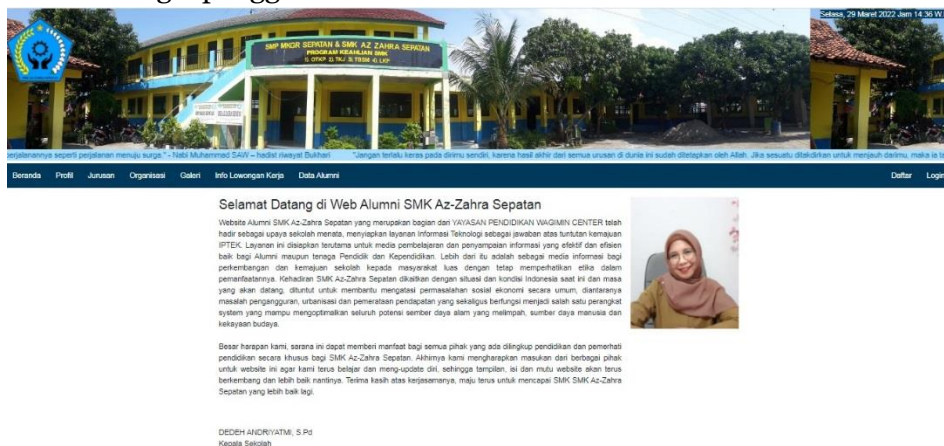 Selasa, 29 Maret 2022 Jam 14:36 W
SMP MKGR SEPATAN & SMK AZ ZAHRA SEPATAN
PROGRAM KEAHLIAN SMK
1). OTKP 2). TKJ 3). TBSM 4). LKP
perjalanannya seperti perjalanan menuju surga." - Nabi Muhammad SAW – hadist riwayat Bukhari "Jangan terlalu keras pada dirimu sendiri, karena hasil akhir dari semua urusan di dunia ini sudah ditetapkan oleh Allah. Jika sesuatu ditakdirkan untuk menjauh darimu, maka ia
Beranda Profil Jurusan Organisasi Galeri Info Lowongan Kerja Data Alumni Daftar Login
Selamat Datang di Web Alumni SMK Az-Zahra Sepatan
Website Alumni SMK Az-Zahra Sepatan yang merupakan bagian dari YAYASAN PENDIDIKAN WAGIMIN CENTER telah
hadir sebagai upaya sekolah menata, menyiapkan layanan Informasi Teknologi sebagai jawaban atas tuntutan kemajuan
IPTEK. Layanan ini disiapkan terutama untuk media pembelajaran dan penyampaian informasi yang efektif dan efisien
baik bagi Alumni maupun tenaga Pendidik dan Kependidikan. Lebih dari itu adalah sebagai media informasi bagi
perkembangan dan kemajuan sekolah kepada masyarakat luas dengan tetap memperhatikan etika dalam
pemanfaatannya. Kehadiran SMK Az-Zahra Sepatan dikaitkan dengan situasi dan kondisi Indonesia saat ini dan masa
yang akan datang, dituntut untuk membantu mengatasi permasalahan sosial ekonomi secara umum, diantaranya
masalah pengangguran, urbanisasi dan pemerataan pendapatan yang sekaligus berfungsi menjadi salah satu perangkat
system yang mampu mengoptimalkan seluruh potensi sember daya alam yang melimpah, sumber daya manusia dan
kekayaan budaya.
Besar harapan kami, sarana ini dapat memberi manfaat bagi semua pihak yang ada dilingkup pendidikan dan pemerhati
pendidikan secara khusus bagi SMK Az-Zahra Sepatan. Akhirnya kami mengharapkan masukan dari berbagai pihak
untuk website ini agar kami terus belajar dan meng-update diri, sehingga tampilan, isi dan mutu website akan terus
berkembang dan lebih baik nantinya. Terima kasih atas kerjasamanya, maju terus untuk mencapai SMK SMK Az-Zahra
Sepatan yang lebih baik lagi.
DEDEH ANDRIYATMI, S.Pd
Kepala Sekolah